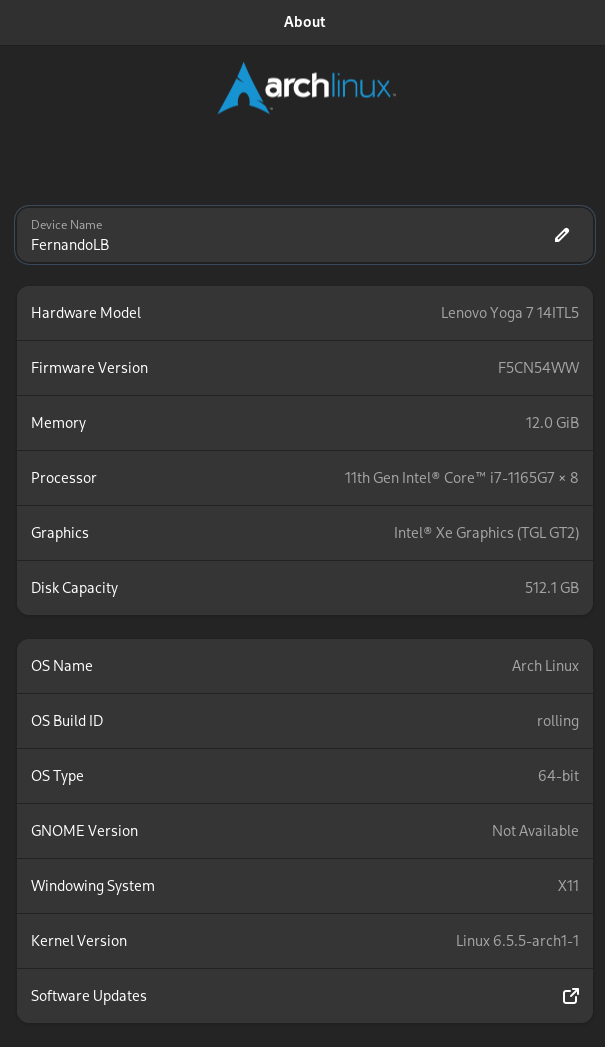 About
archlinux™
Device Name
FernandoLB
Hardware Model Lenovo Yoga 7 14ITL5
Firmware Version F5CN54WW
Memory 12.0 GiB
Processor 11th Gen Intel® Core™ i7-1165G7 × 8
Graphics Intel® Xe Graphics (TGL GT2)
Disk Capacity 512.1 GB
OS Name Arch Linux
OS Build ID rolling
OS Type 64-bit
GNOME Version Not Available
Windowing System X11
Kernel Version Linux 6.5.5-arch1-1
Software Updates